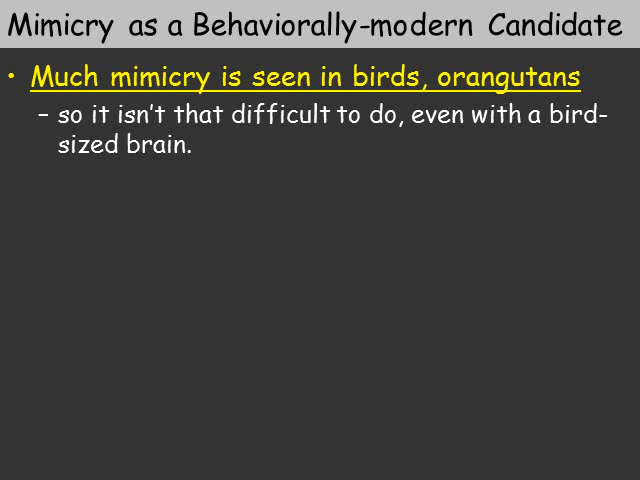 Mimicry as a Behaviorally-modern Candidate
• Much mimicry is seen in birds, orangutans
– so it isn't that difficult to do, even with a bird-
sized brain.